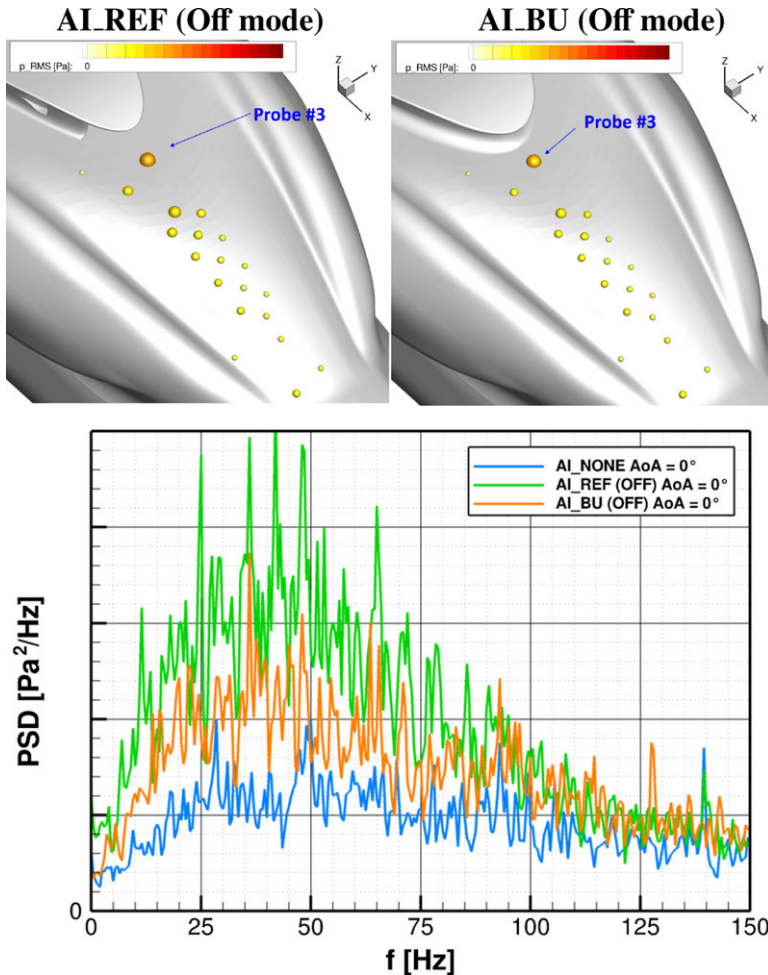 AI_REF (Off mode)
AI_BU (Off mode)
p_RMS [Pa]: 0
p_RMS [Pa]: 0
Z
Y
X
Z
Y
X
Probe #3
Probe #3
AI_NONE AoA = 0°
AI_REF (OFF) AoA = 0°
AI_BU (OFF) AoA = 0°
PSD [Pa²/Hz]
0
0 25 50 75 100 125 150
f [Hz]